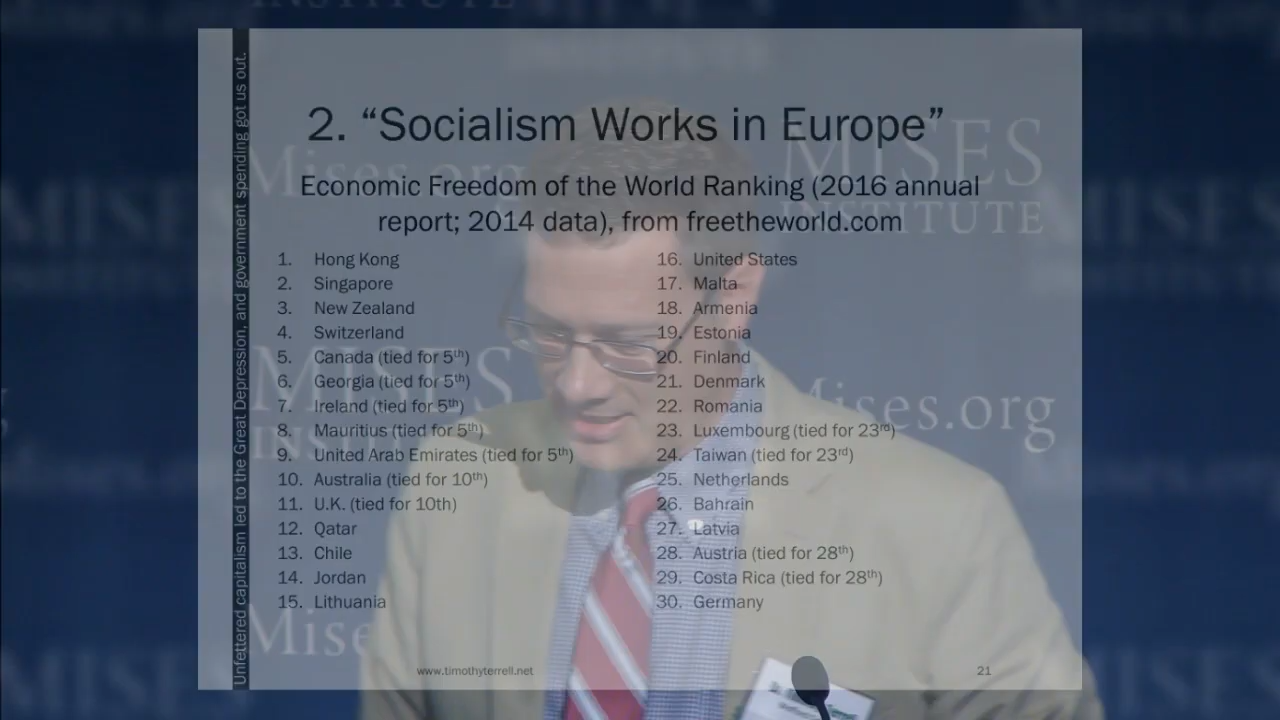 INSTITUTE
Unfettered capitalism led to the Great Depression, and government spending got us out.
2. “Socialism Works in Europe”
Mises.org
MISES
INSTITUTE
Economic Freedom of the World Ranking (2016 annual
report; 2014 data), from freetheworld.com
1. Hong Kong
2. Singapore
3. New Zealand
4. Switzerland
5. Canada (tied for 5th)
6. Georgia (tied for 5th)
7. Ireland (tied for 5th)
8. Mauritius (tied for 5th)
9. United Arab Emirates (tied for 5th)
10. Australia (tied for 10th)
11. U.K. (tied for 10th)
12. Qatar
13. Chile
14. Jordan
15. Lithuania
16. United States
17. Malta
18. Armenia
19. Estonia
20. Finland
21. Denmark
22. Romania
23. Luxembourg (tied for 23rd)
24. Taiwan (tied for 23rd)
25. Netherlands
26. Bahrain
27. Latvia
28. Austria (tied for 28th)
29. Costa Rica (tied for 28th)
30. Germany
MISES
Mises.org
www.timothyterrell.net
21